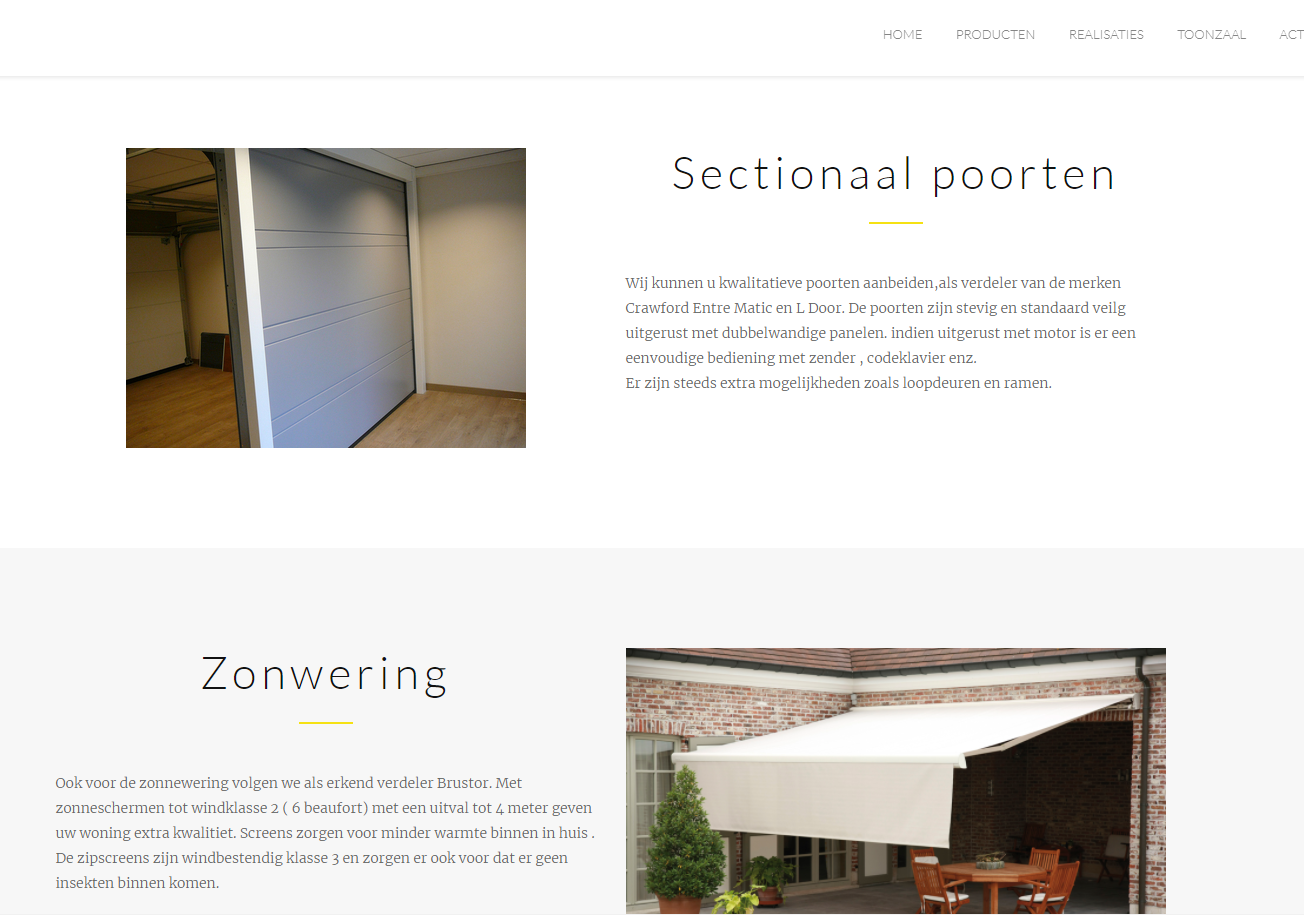 HOME PRODUCTEN REALISATIES TOONZAAL ACT
Sectionaal poorten
Wij kunnen u kwalitatieve poorten aanbeiden,als verdeler van de merken
Crawford Entre Matic en L Door. De poorten zijn stevig en standaard veilg
uitgerust met dubbelwandige panelen. indien uitgerust met motor is er een
eenvoudige bediening met zender , codeklavier enz.
Er zijn steeds extra mogelijkheden zoals loopdeuren en ramen.
Zonwering
Ook voor de zonnewering volgen we als erkend verdeler Brustor. Met
zonneschermen tot windklasse 2 ( 6 beaufort) met een uitval tot 4 meter geven
uw woning extra kwalitiet. Screens zorgen voor minder warmte binnen in huis .
De zipscreens zijn windbestendig klasse 3 en zorgen er ook voor dat er geen
insekten binnen komen.